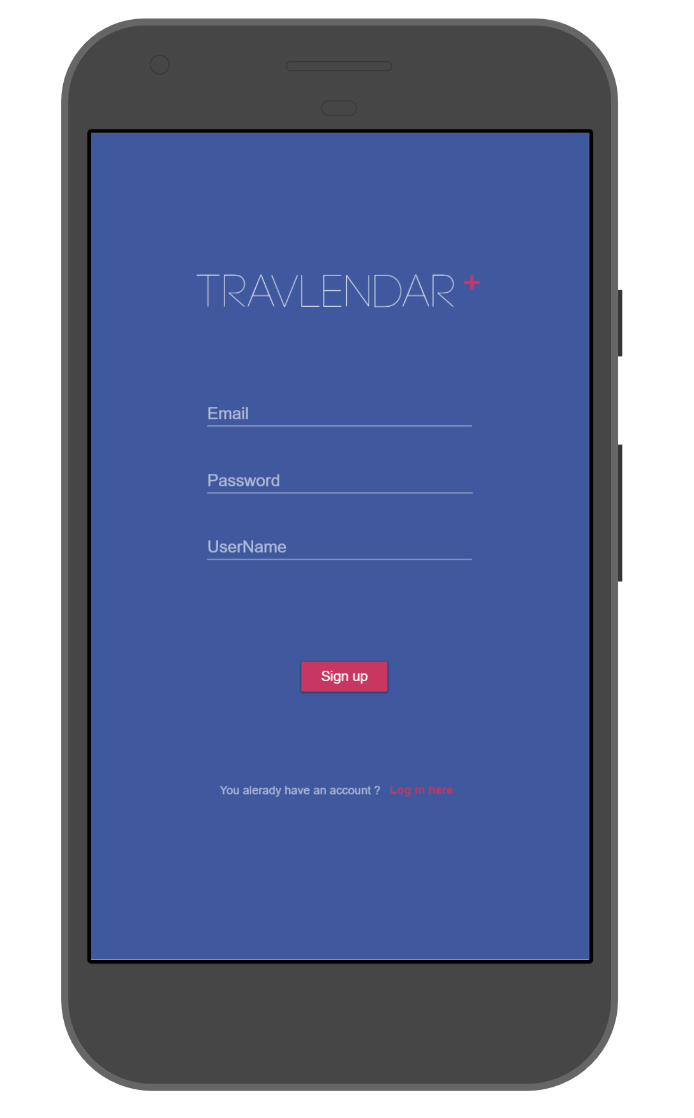 TRAVLENDAR +
Email
Password
UserName
Sign up
You alerady have an account ? Log in here